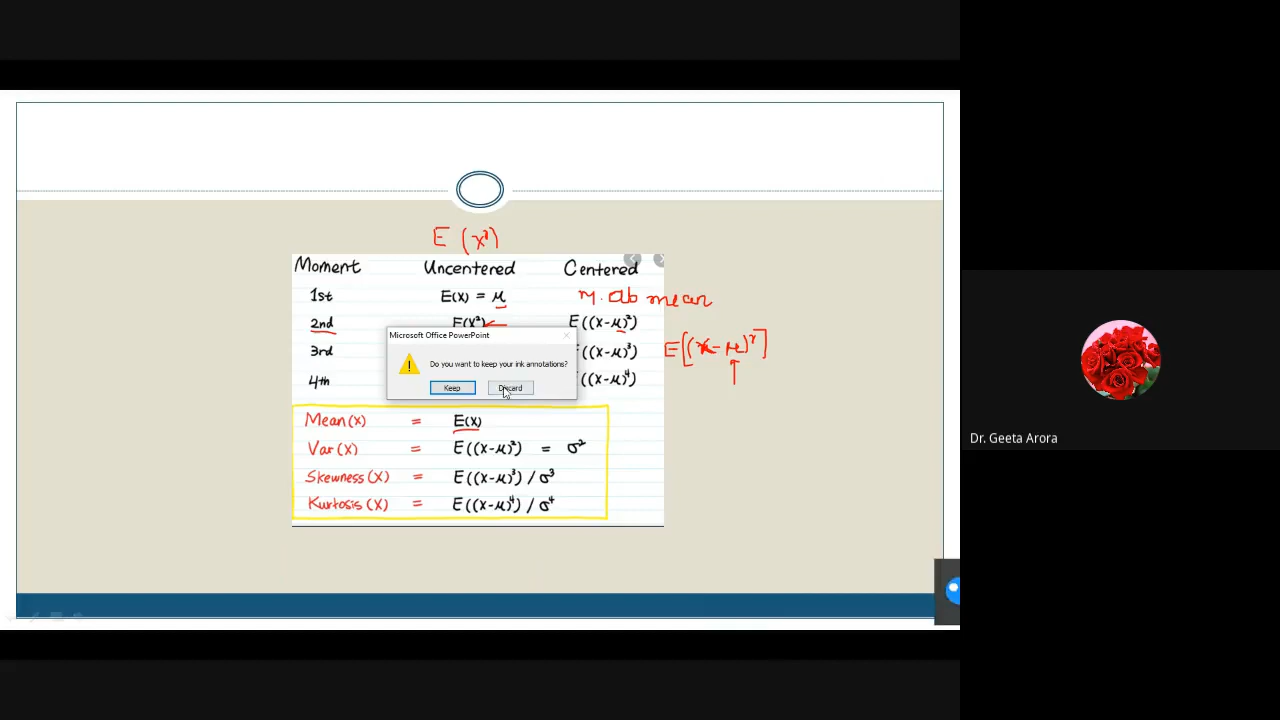 E (xʳ)
Moment Uncentered Centered
1st E(X) = μ M. ab mean
2nd E(X²) E((X-μ)²)
Microsoft Office PowerPoint
3rd E((X-μ)³) E[(x-μ)ʳ]
Do you want to keep your ink annotations?
4th E((X-μ)⁴)
Keep Discard
Mean(X) = E(X)
Dr. Geeta Arora
Var(X) = E((X-μ)²) = σ²
Skewness(X) = E((X-μ)³) / σ³
Kurtosis(X) = E((X-μ)⁴) / σ⁴